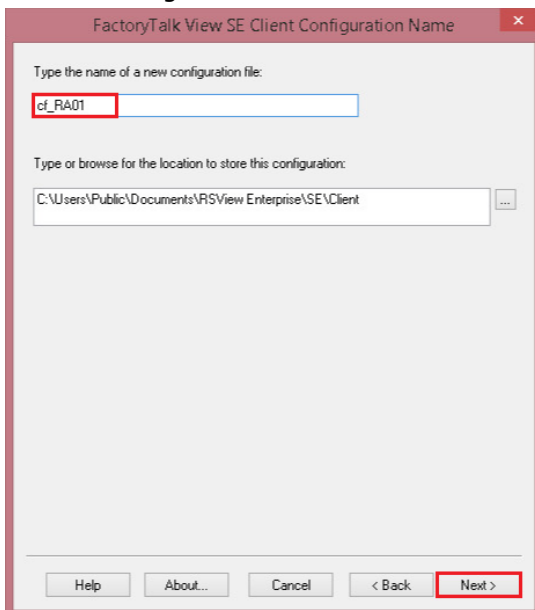 FactoryTalk View SE Client Configuration Name
Type the name of a new configuration file:
cf_RA01
Type or browse for the location to store this configuration:
C:\Users\Public\Documents\RSView Enterprise\SE\Client
...
Help About... Cancel < Back Next >